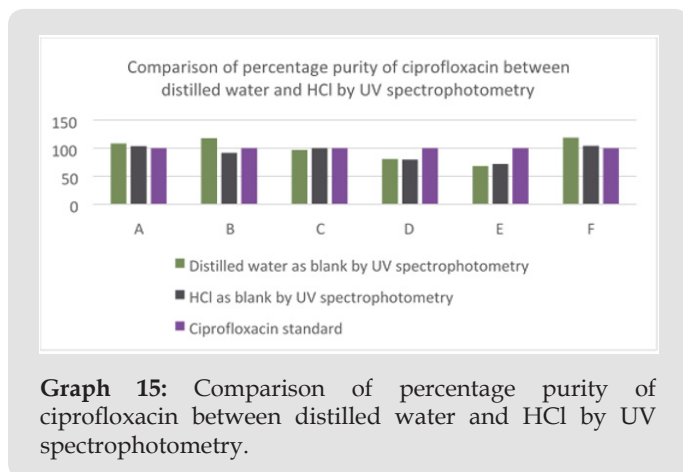 Comparison of percentage purity of ciprofloxacin between
distilled water and HCl by UV spectrophotometry
150
100
50
0
A B C D E F
Distilled water as blank by UV spectrophotometry
HCl as blank by UV spectrophotometry
Ciprofloxacin standard
Graph 15: Comparison of percentage purity of
ciprofloxacin between distilled water and HCl by UV
spectrophotometry.